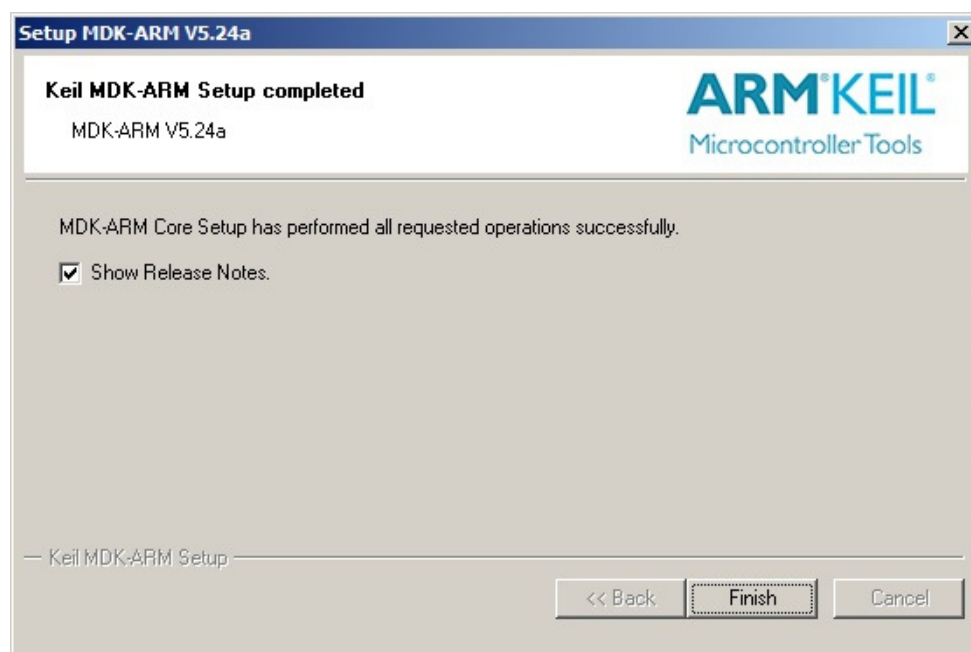 Setup MDK-ARM V5.24a
Keil MDK-ARM Setup completed
MDK-ARM V5.24a
ARM®KEIL®
Microcontroller Tools
MDK-ARM Core Setup has performed all requested operations successfully.
Show Release Notes.
Keil MDK-ARM Setup
<< Back
Finish
Cancel